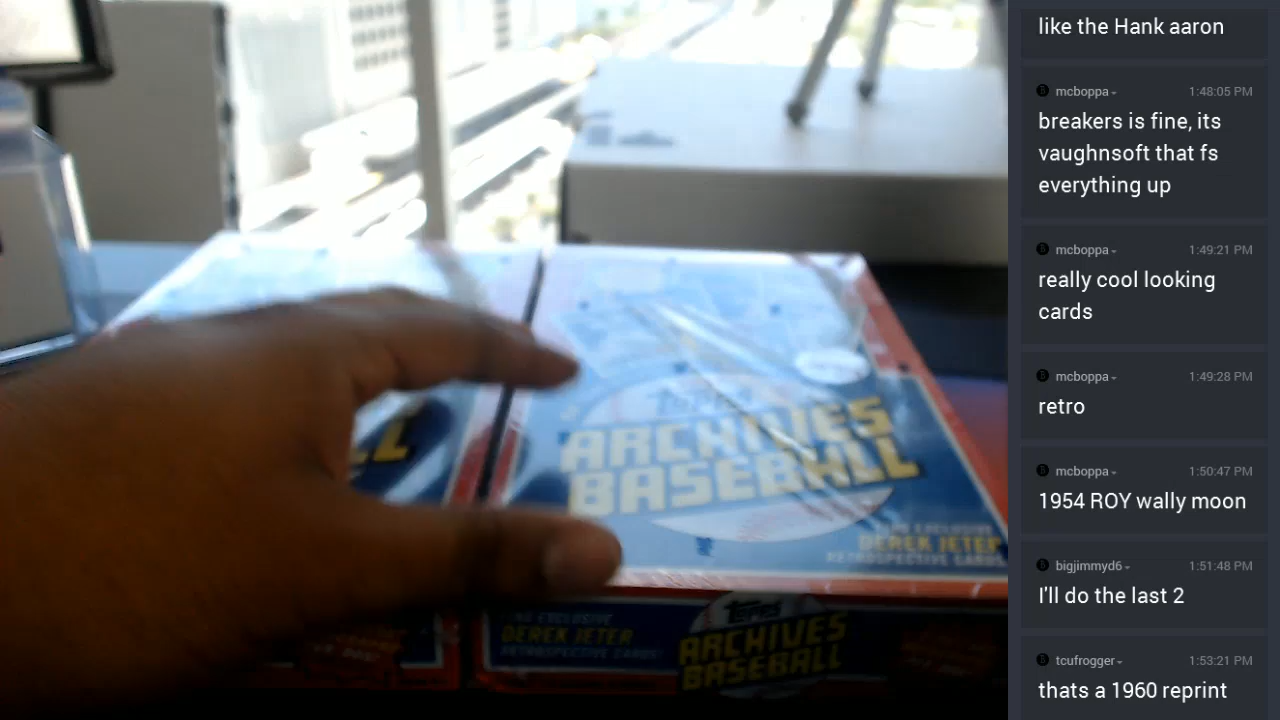 TOPPS
ARCHIVES
BASEBALL
DEREK JETER
RETROSPECTIVE CARDS
EXCLUSIVE
DEREK JETER
RETROSPECTIVE CARDS
TOPPS
ARCHIVES
BASEBALL
like the Hank aaron
mcboppa 1:48:05 PM
breakers is fine, its
vaughnsoft that fs
everything up
mcboppa 1:49:21 PM
really cool looking
cards
mcboppa 1:49:28 PM
retro
mcboppa 1:50:47 PM
1954 ROY wally moon
bigjimmyd6 1:51:48 PM
I'll do the last 2
tcufrogger 1:53:21 PM
thats a 1960 reprint